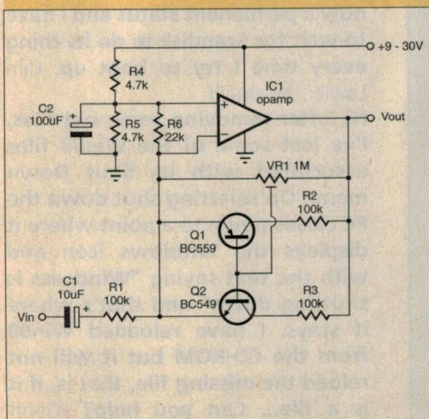 +9 - 30V
R4
4.7k
IC1
opamp
C2
100uF
+
R5
4.7k
R6
22k
+
–
Vout
VR1 1M
R2
100k
Q1
BC559
C1
10uF
+
R1
100k
Q2
BC549
R3
100k
Vin